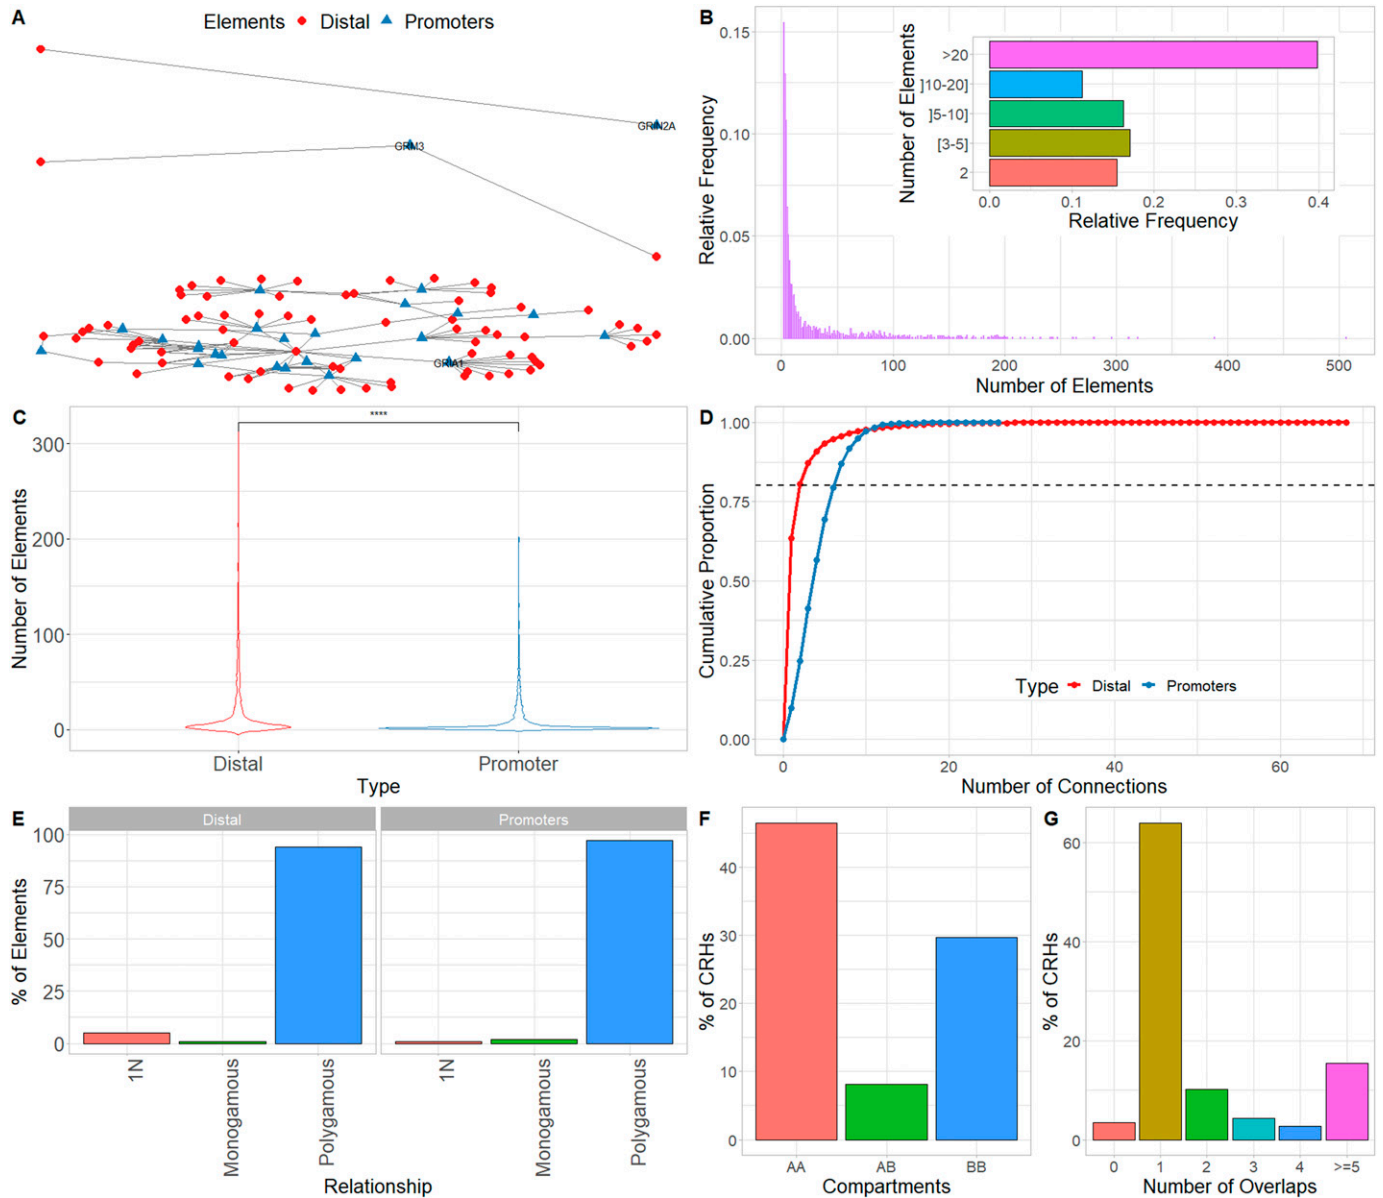 A
Elements Distal Promoters
GRIN2A
GRM3
GRIA1
B
Relative Frequency
0.15
0.10
0.05
0.00
0 100 200 300 400 500
Number of Elements
Number of Elements
>20
]10-20]
]5-10]
[3-5]
2
0.0 0.1 0.2 0.3 0.4
Relative Frequency
C
****
Number of Elements
300
200
100
0
Distal Promoter
Type
D
Cumulative Proportion
1.00
0.75
0.50
0.25
0.00
Type Distal Promoters
0 20 40 60
Number of Connections
E
Distal Promoters
% of Elements
100
75
50
25
0
1N Monogamous Polygamous 1N Monogamous Polygamous
Relationship
F
% of CRHs
40
30
20
10
0
AA AB BB
Compartments
G
% of CRHs
60
40
20
0
0 1 2 3 4 >=5
Number of Overlaps